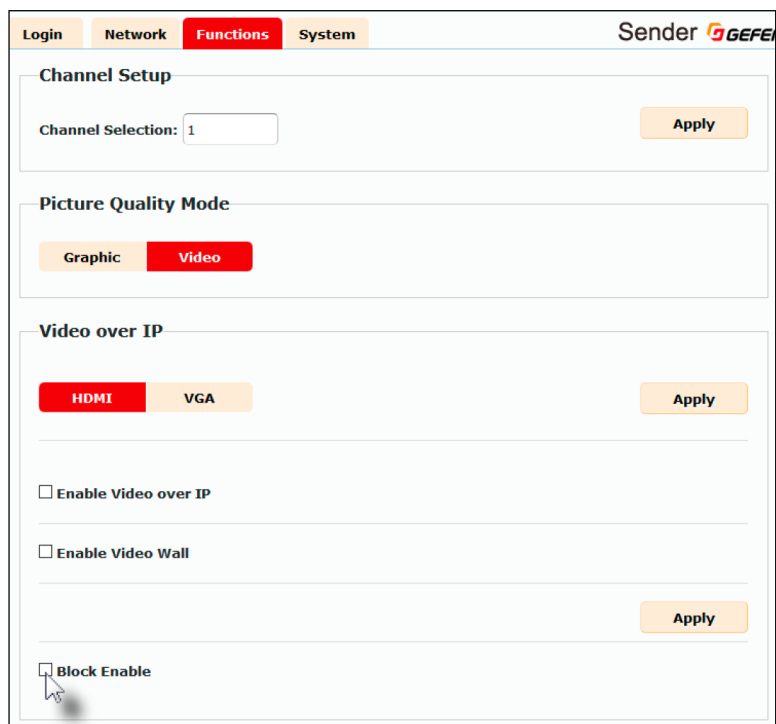 Login Network Functions System Sender GEFEN
Channel Setup
Channel Selection: 1 Apply
Picture Quality Mode
Graphic Video
Video over IP
HDMI VGA Apply
Enable Video over IP
Enable Video Wall
Apply
Block Enable